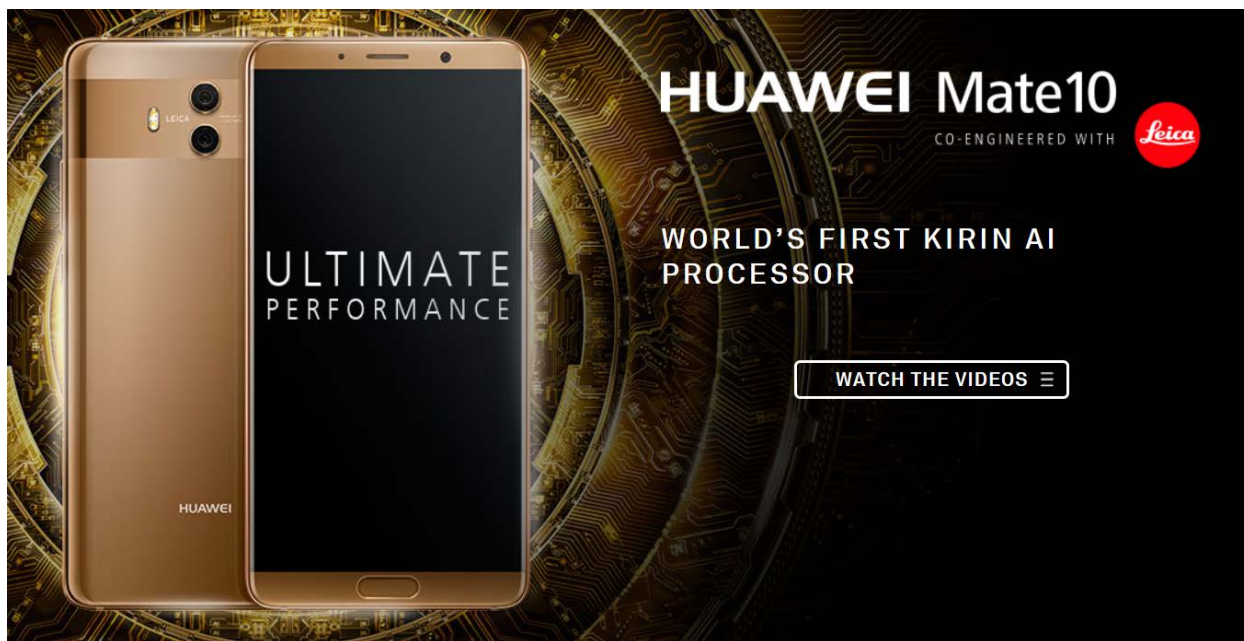 LEICA
HUAWEI
ULTIMATE
PERFORMANCE
HUAWEI Mate10
CO-ENGINEERED WITH
Leica
WORLD'S FIRST KIRIN AI
PROCESSOR
WATCH THE VIDEOS